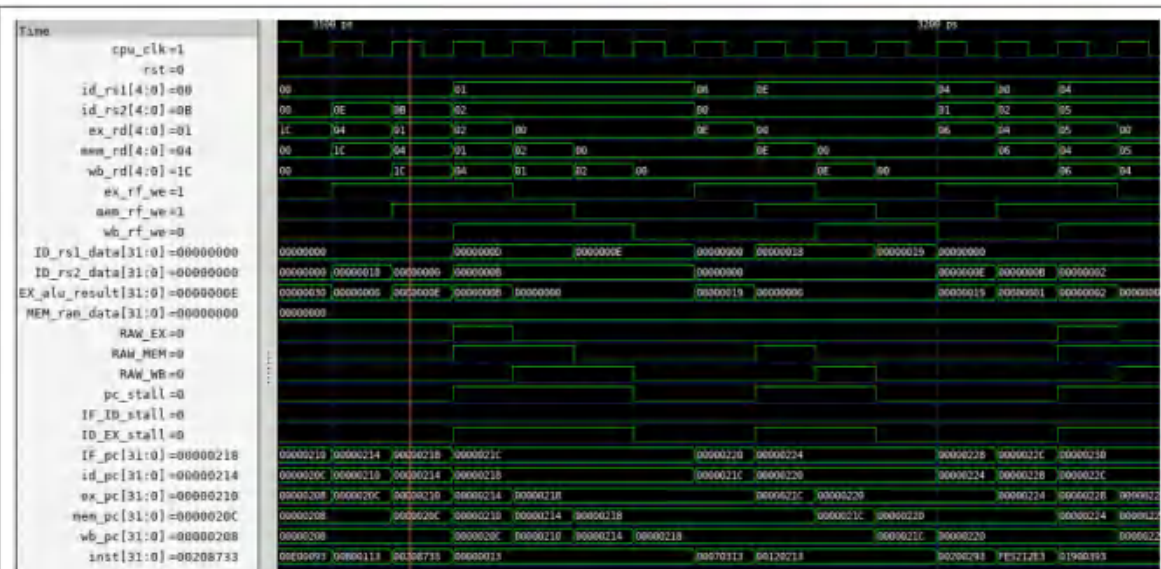 Time
3100 ps 3200 ps
cpu_clk=1
rst=0
id_rs1[4:0]=00 00 01 06 0E 04 00 04
id_rs2[4:0]=0B 00 0E 0B 02 00 01 02 05
ex_rd[4:0]=01 1C 04 01 02 00 0E 00 06 04 05 00
mem_rd[4:0]=04 00 1C 04 01 02 00 0E 00 06 04 05
wb_rd[4:0]=1C 00 1C 04 01 02 00 0E 00 06 04
ex_rf_we=1
mem_rf_we=1
wb_rf_we=0
ID_rs1_data[31:0]=00000000 00000000 0000000E 00000000 00000018 00000019 00000000
ID_rs2_data[31:0]=00000000 00000000 00000010 00000000 0000000B 00000000 0000000E 0000000B 00000002
EX_alu_result[31:0]=0000000E 00000030 0000000E 0000000B 00000000 00000019 00000000 00000001 00000002
MEM_ram_data[31:0]=00000000 00000000
RAW_EX=0
RAW_MEM=0
RAW_WB=0
pc_stall=0
IF_ID_stall=0
ID_EX_stall=0
IF_pc[31:0]=00000218 00000210 00000214 00000218 0000021C 00000220 00000224 00000228 0000022C 00000230
id_pc[31:0]=00000214 0000020C 00000210 00000214 00000218 0000021C 00000220 00000224 00000228 0000022C
ex_pc[31:0]=00000210 00000208 0000020C 00000210 00000214 00000218 0000021C 00000220 00000224 00000228
mem_pc[31:0]=0000020C 00000208 0000020C 00000210 00000214 00000218 0000021C 00000220 00000224
wb_pc[31:0]=00000208 00000208 0000020C 00000210 00000214 00000218 0000021C 00000220
inst[31:0]=00208733 00E00093 00B00113 00208733 00000013 00070313 00120213 00200293 FE5212E3 01900393